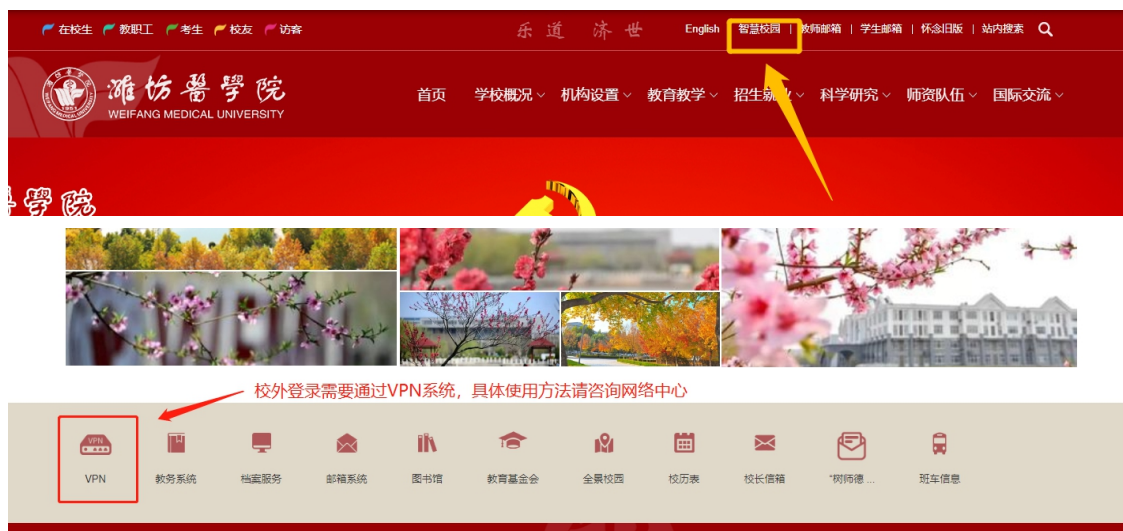 在校生 教职工 考生 校友 访客 乐道 济世 English 智慧校园 | 教师邮箱 | 学生邮箱 | 怀念旧版 | 站内搜索
濰坊醫學院
WEIFANG MEDICAL UNIVERSITY
首页 学校概况 机构设置 教育教学 招生就业 科学研究 师资队伍 国际交流
學院
校外登录需要通过VPN系统，具体使用方法请咨询网络中心
VPN
VPN 教务系统 档案服务 邮箱系统 图书馆 教育基金会 全景校园 校历表 校长信箱 "树师德 ... 班车信息